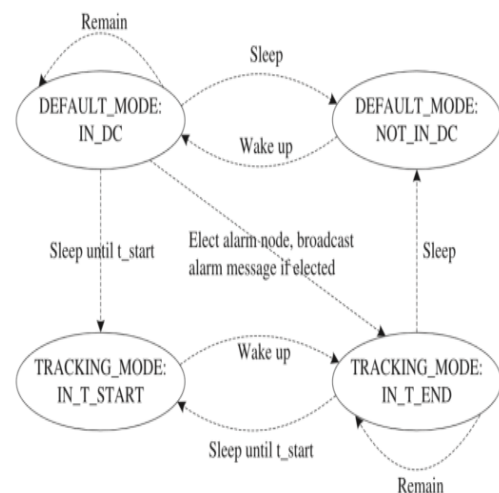 Remain
Sleep
DEFAULT_MODE:
IN_DC
DEFAULT_MODE:
NOT_IN_DC
Wake up
Sleep until t_start
Elect alarm node, broadcast
alarm message if elected
Sleep
TRACKING_MODE:
IN_T_START
Wake up
TRACKING_MODE:
IN_T_END
Sleep until t_start
Remain